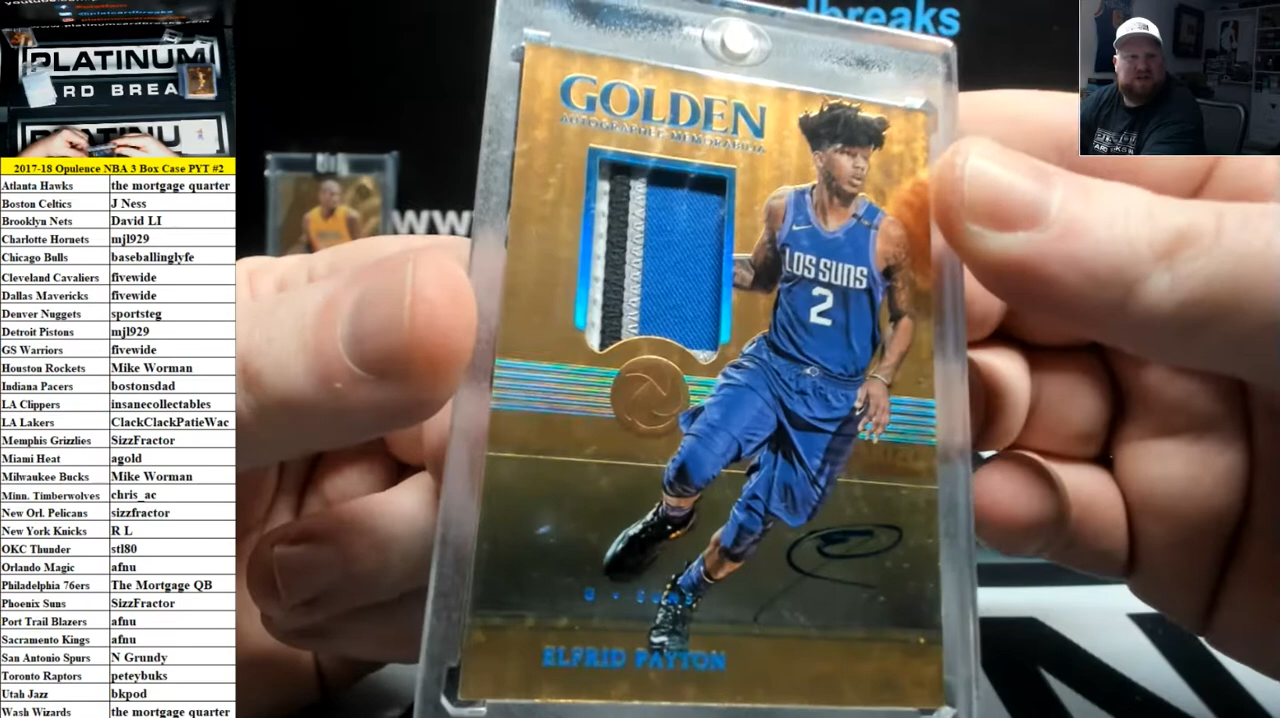 platinumcardbreaks.com
PLATINUM
RD BREA
PLATINU
2017-18 Opulence NBA 3 Box Case PYT #2
Atlanta Hawks the mortgage quarter
Boston Celtics J Ness
Brooklyn Nets David LI
Charlotte Hornets mjl929
Chicago Bulls baseballinglyfe
Cleveland Cavaliers fivewide
Dallas Mavericks fivewide
Denver Nuggets sportsteg
Detroit Pistons mjl929
GS Warriors fivewide
Houston Rockets Mike Worman
Indiana Pacers bostonsdad
LA Clippers insanecollectables
LA Lakers ClackClackPatieWac
Memphis Grizzlies SizzFractor
Miami Heat agold
Milwaukee Bucks Mike Worman
Minn. Timberwolves chris_ac
New Orl. Pelicans sizzfractor
New York Knicks R L
OKC Thunder stl80
Orlando Magic afnu
Philadelphia 76ers The Mortgage QB
Phoenix Suns SizzFractor
Port Trail Blazers afnu
Sacramento Kings afnu
San Antonio Spurs N Grundy
Toronto Raptors peteybuks
Utah Jazz bkpod
Wash Wizards the mortgage quarter
dbreaks
www
GOLDEN
AUTOGRAPHED MEMORABILIA
LOS SUNS
2
ELFRID PAYTON